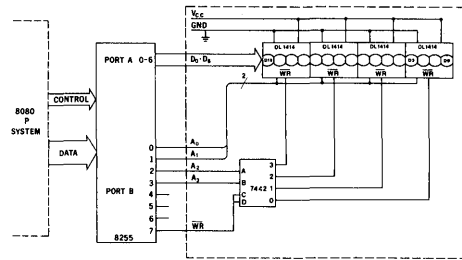 VCC
GND
DL1414 DL1414 DL1414 DL1414
D15 D3 D0
WR WR WR WR
PORT A 0-6
D0-D6
2
8080
P
SYSTEM
CONTROL
DATA
0 A0
1 A1
2 A2
3 A3
PORT B
4
5
6
7 WR
8255
A
B
C
D
7442
3
2
1
0